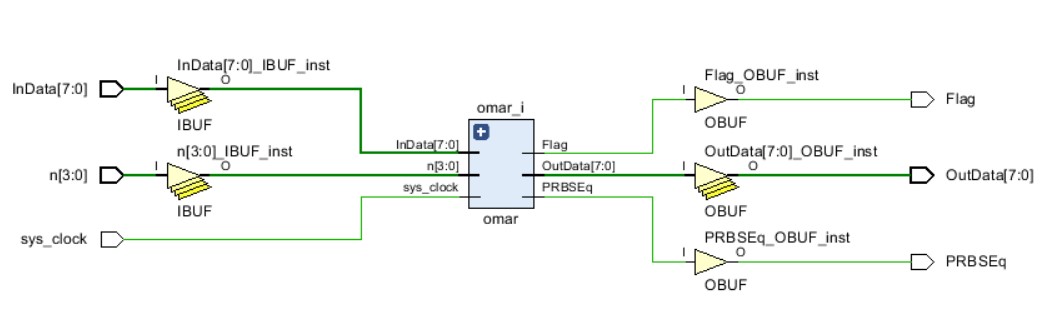 InData[7:0]
I
InData[7:0]_IBUF_inst
O
IBUF
n[3:0]
I
n[3:0]_IBUF_inst
O
IBUF
sys_clock
omar_i
InData[7:0]
n[3:0]
sys_clock
Flag
OutData[7:0]
PRBSEq
omar
I
Flag_OBUF_inst
O
OBUF
Flag
I
OutData[7:0]_OBUF_inst
O
OBUF
OutData[7:0]
I
PRBSEq_OBUF_inst
O
OBUF
PRBSEq